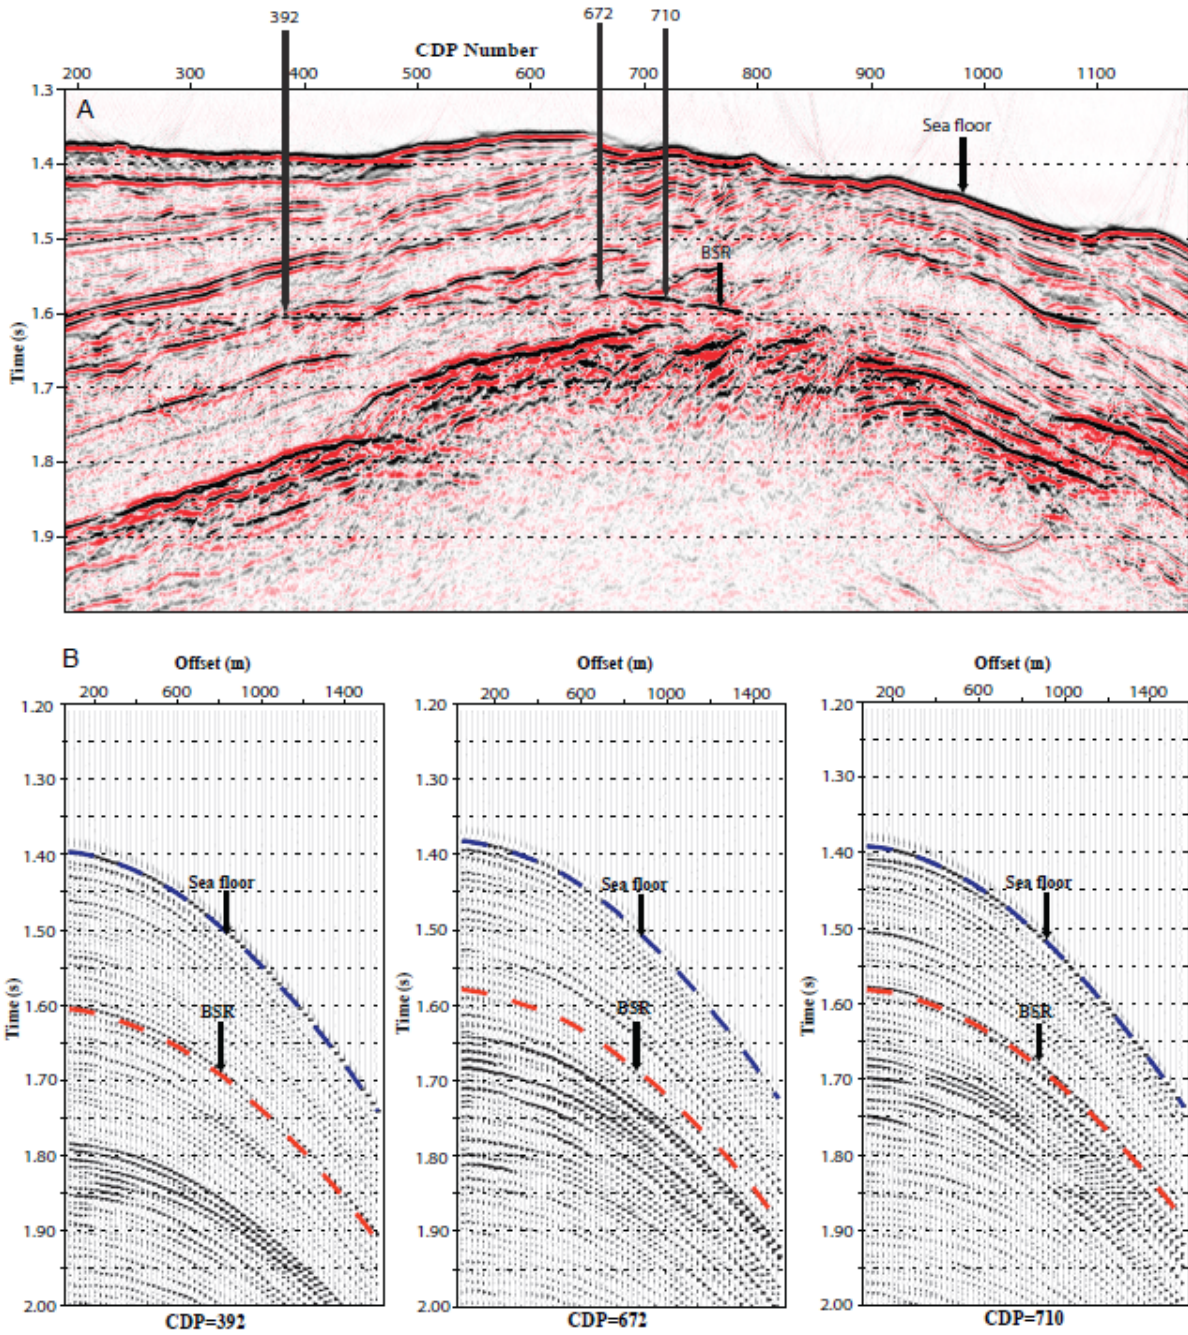 392 672 710
CDP Number
200 300 400 500 600 700 800 900 1000 1100
1.3
A
Sea floor
1.4
1.5
BSR
1.6
Time (s)
1.7
1.8
1.9
B
Offset (m) Offset (m) Offset (m)
200 600 1000 1400 200 600 1000 1400 200 600 1000 1400
1.20 1.20 1.20
1.30 1.30 1.30
1.40 1.40 1.40
Sea floor Sea floor Sea floor
1.50 1.50 1.50
1.60 1.60 1.60
BSR BSR BSR
Time (s) Time (s) Time (s)
1.70 1.70 1.70
1.80 1.80 1.80
1.90 1.90 1.90
2.00 2.00 2.00
CDP=392 CDP=672 CDP=710